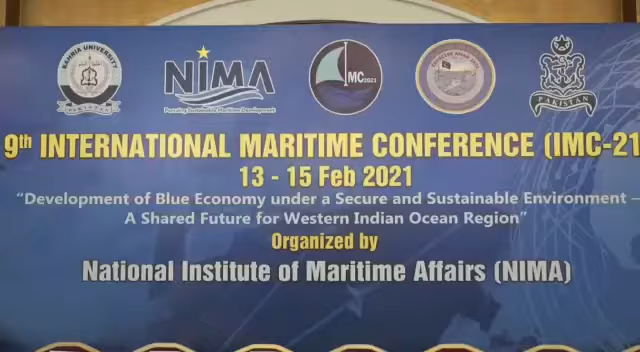 BAHRIA UNIVERSITY
NIMA
Pursuing Sustainable Maritime Development
IMC2021
PAKISTAN
9th INTERNATIONAL MARITIME CONFERENCE (IMC-21
13 - 15 Feb 2021
“Development of Blue Economy under a Secure and Sustainable Environment –
A Shared Future for Western Indian Ocean Region”
Organized by
National Institute of Maritime Affairs (NIMA)